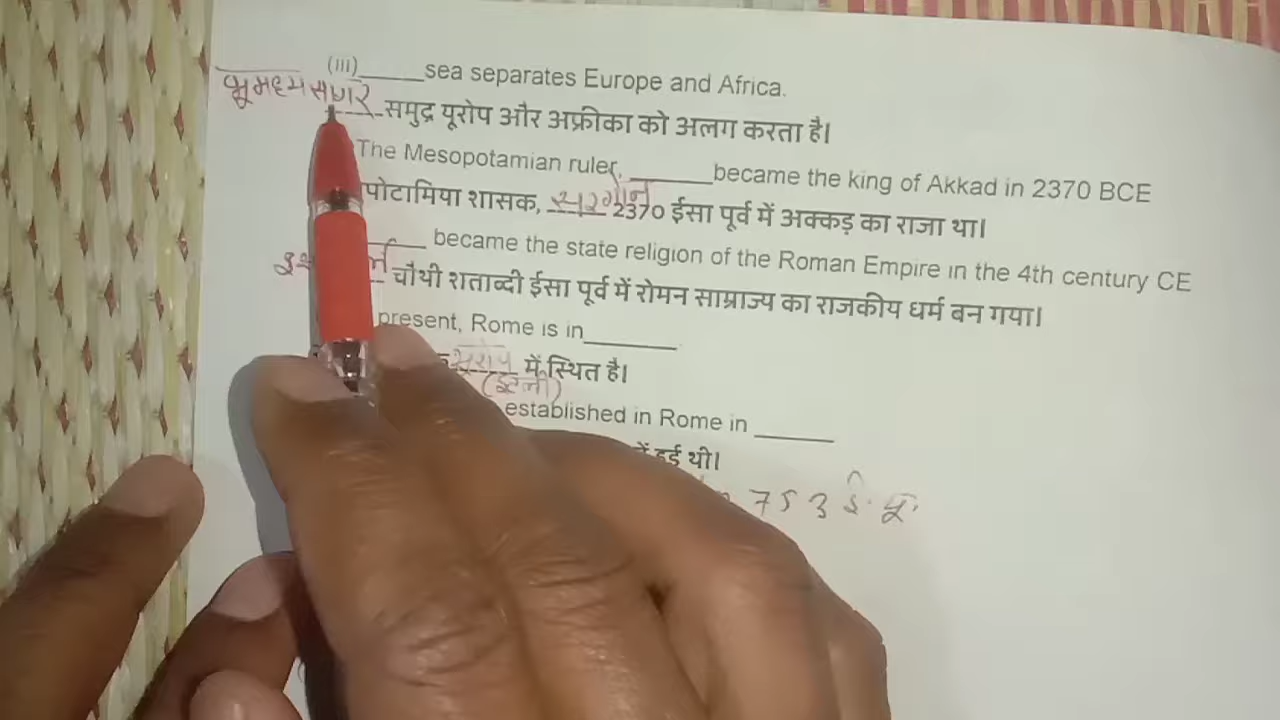 (III)_____sea separates Europe and Africa.
भूमध्यसागर समुद्र यूरोप और अफ्रीका को अलग करता है।
The Mesopotamian ruler, ______became the king of Akkad in 2370 BCE
पोटामिया शासक, सरगोन 2370 ईसा पूर्व में अक्कड़ का राजा था।
______ became the state religion of the Roman Empire in the 4th century CE
चौथी शताब्दी ईसा पूर्व में रोमन साम्राज्य का राजकीय धर्म बन गया।
present, Rome is in_______
में स्थित है।
(इटली)
established in Rome in ______
हुई थी।
753 ई. पू.